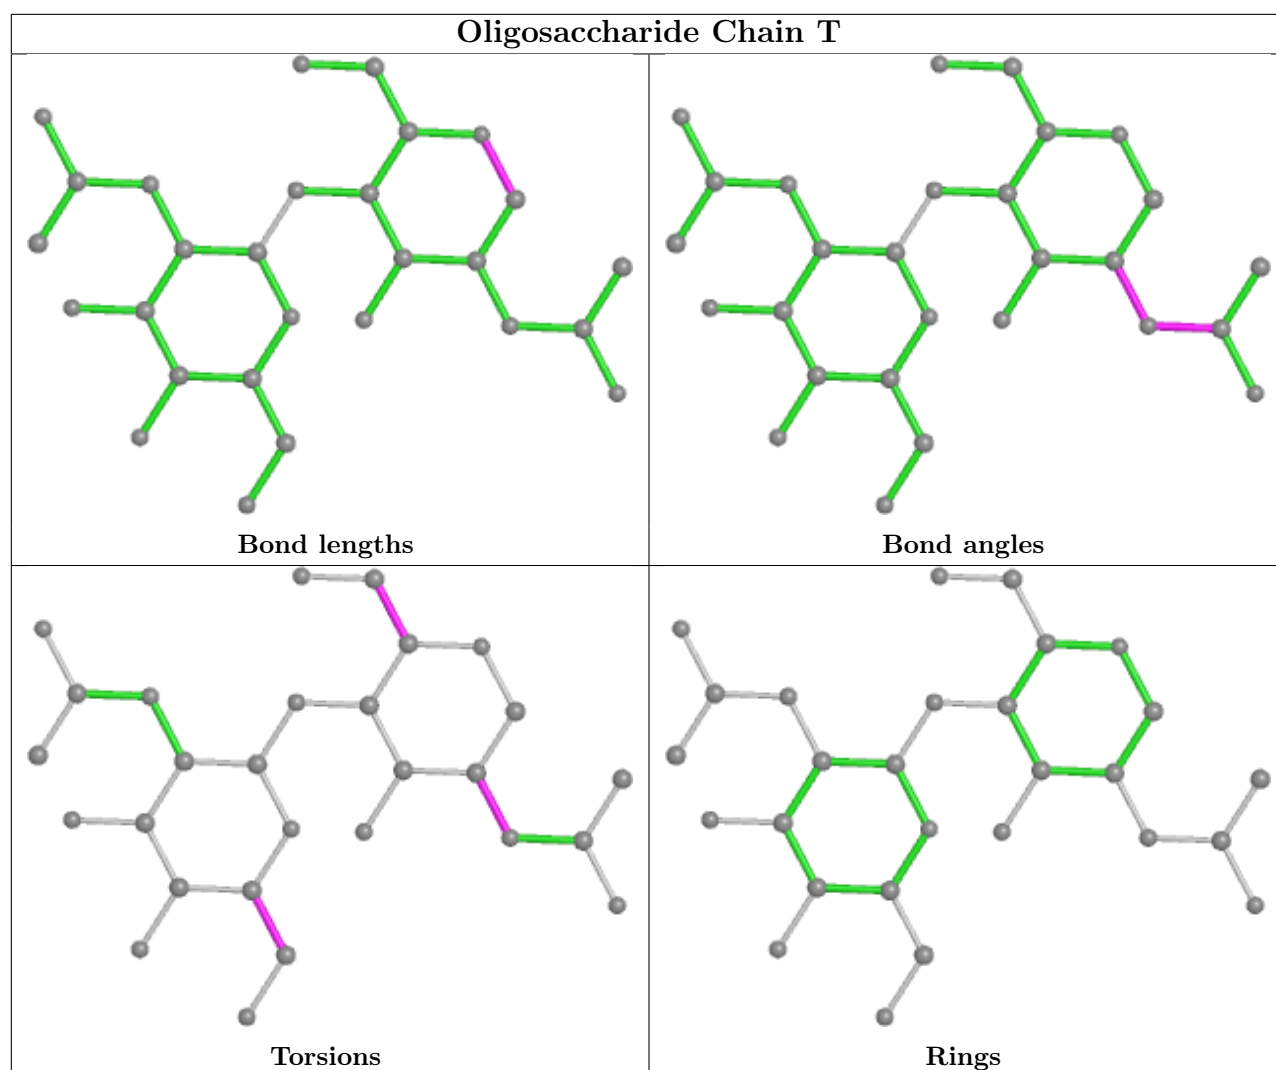 Oligosaccharide Chain T
Bond lengths
Bond angles
Torsions
Rings